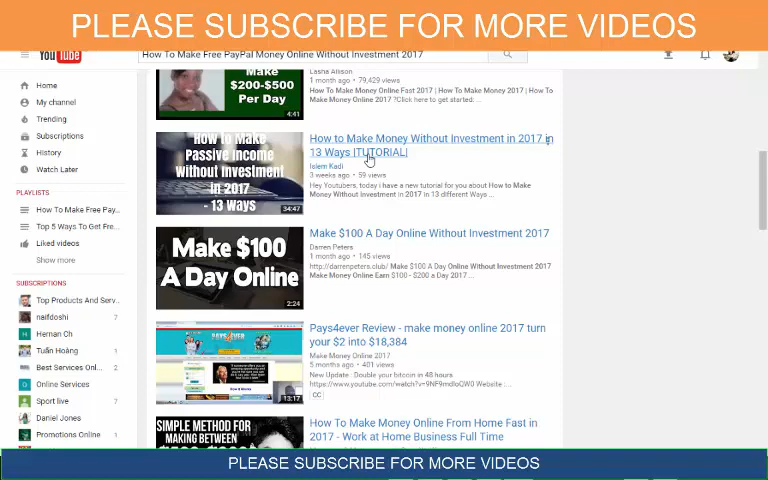 PLEASE SUBSCRIBE FOR MORE VIDEOS
YouTube
How To Make Free PayPal Money Online Without Investment 2017
Home
My channel
Trending
Subscriptions
History
Watch Later
PLAYLISTS
How To Make Free Pay...
Top 5 Ways To Get Fre...
Liked videos
Show more
SUBSCRIPTIONS
Top Products And Serv...
naifdoshi 7
Hernan Ch
Tuấn Hoàng 1
Best Services Onl... 2
Online Services
Sport live 7
Daniel Jones
Promotions Online 1
Make
$200-$500
Per Day
4:41
Lasha Allison
1 month ago • 79,429 views
How To Make Money Online Fast 2017 | How To Make Money 2017 | How To
Make Money Online 2017 ?Click here to get started:...
How to Make
Passive Income
without Investment
in 2017
- 13 Ways
34:47
How to Make Money Without Investment in 2017 in
13 Ways |TUTORIAL|
Islem Kadi
3 weeks ago • 59 views
Hey Youtubers, today i have a new tutorial for you about How to Make
Money Without Investment in 2017 in 13 different Ways ...
Make $100
A Day Online
2:24
Make $100 A Day Online Without Investment 2017
Darren Peters
1 month ago • 145 views
http://darrenpeters.club/ Make $100 A Day Online Without Investment 2017
Make Money Online Earn $100 - $200 a Day 2017 ...
13:17
Pays4ever Review - make money online 2017 turn
your $2 into $18,384
Make Money Online 2017
5 months ago • 401 views
New Update : Double your bitcoin in 48 hours
https://www.youtube.com/watch?v=9NF9mdloQW0 Website :...
CC
SIMPLE METHOD FOR
MAKING BETWEEN
How To Make Money Online From Home Fast in
2017 - Work at Home Business Full Time
PLEASE SUBSCRIBE FOR MORE VIDEOS